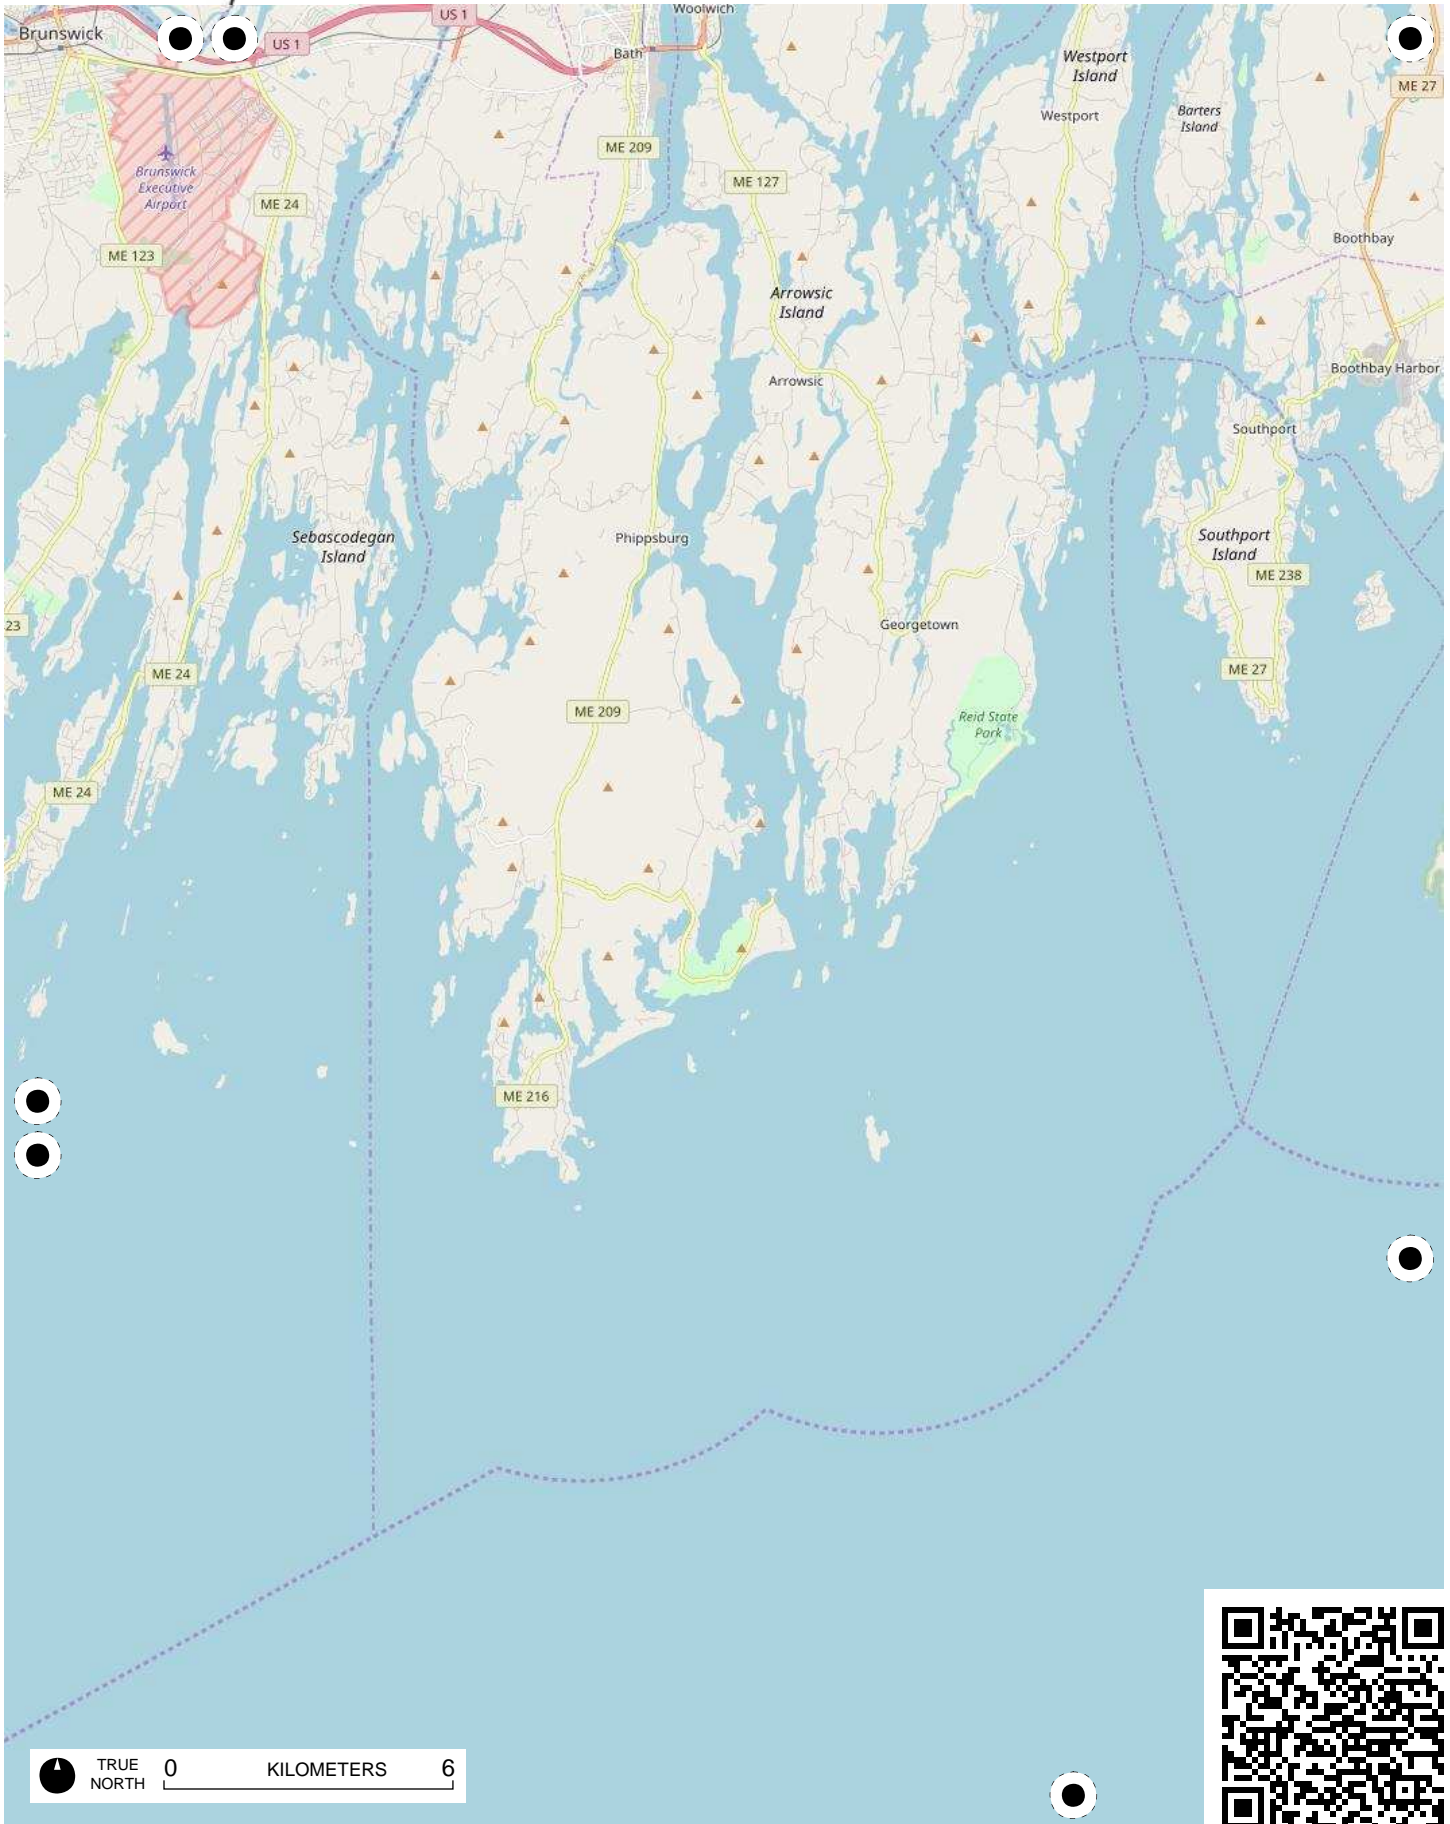 Woolwich
US 1
Brunswick
US 1
Bath
Westport
Island
ME 27
Barters
Island
Westport
ME 209
Brunswick
Executive
Airport
ME 127
ME 24
Boothbay
ME 123
Arrowsic
Island
Boothbay Harbor
Arrowsic
Southport
Sebascodegan
Island
Phippsburg
Southport
Island
ME 238
23
Georgetown
ME 24
ME 27
ME 209
Reid State
Park
ME 24
ME 216
TRUE
NORTH
0 KILOMETERS 6